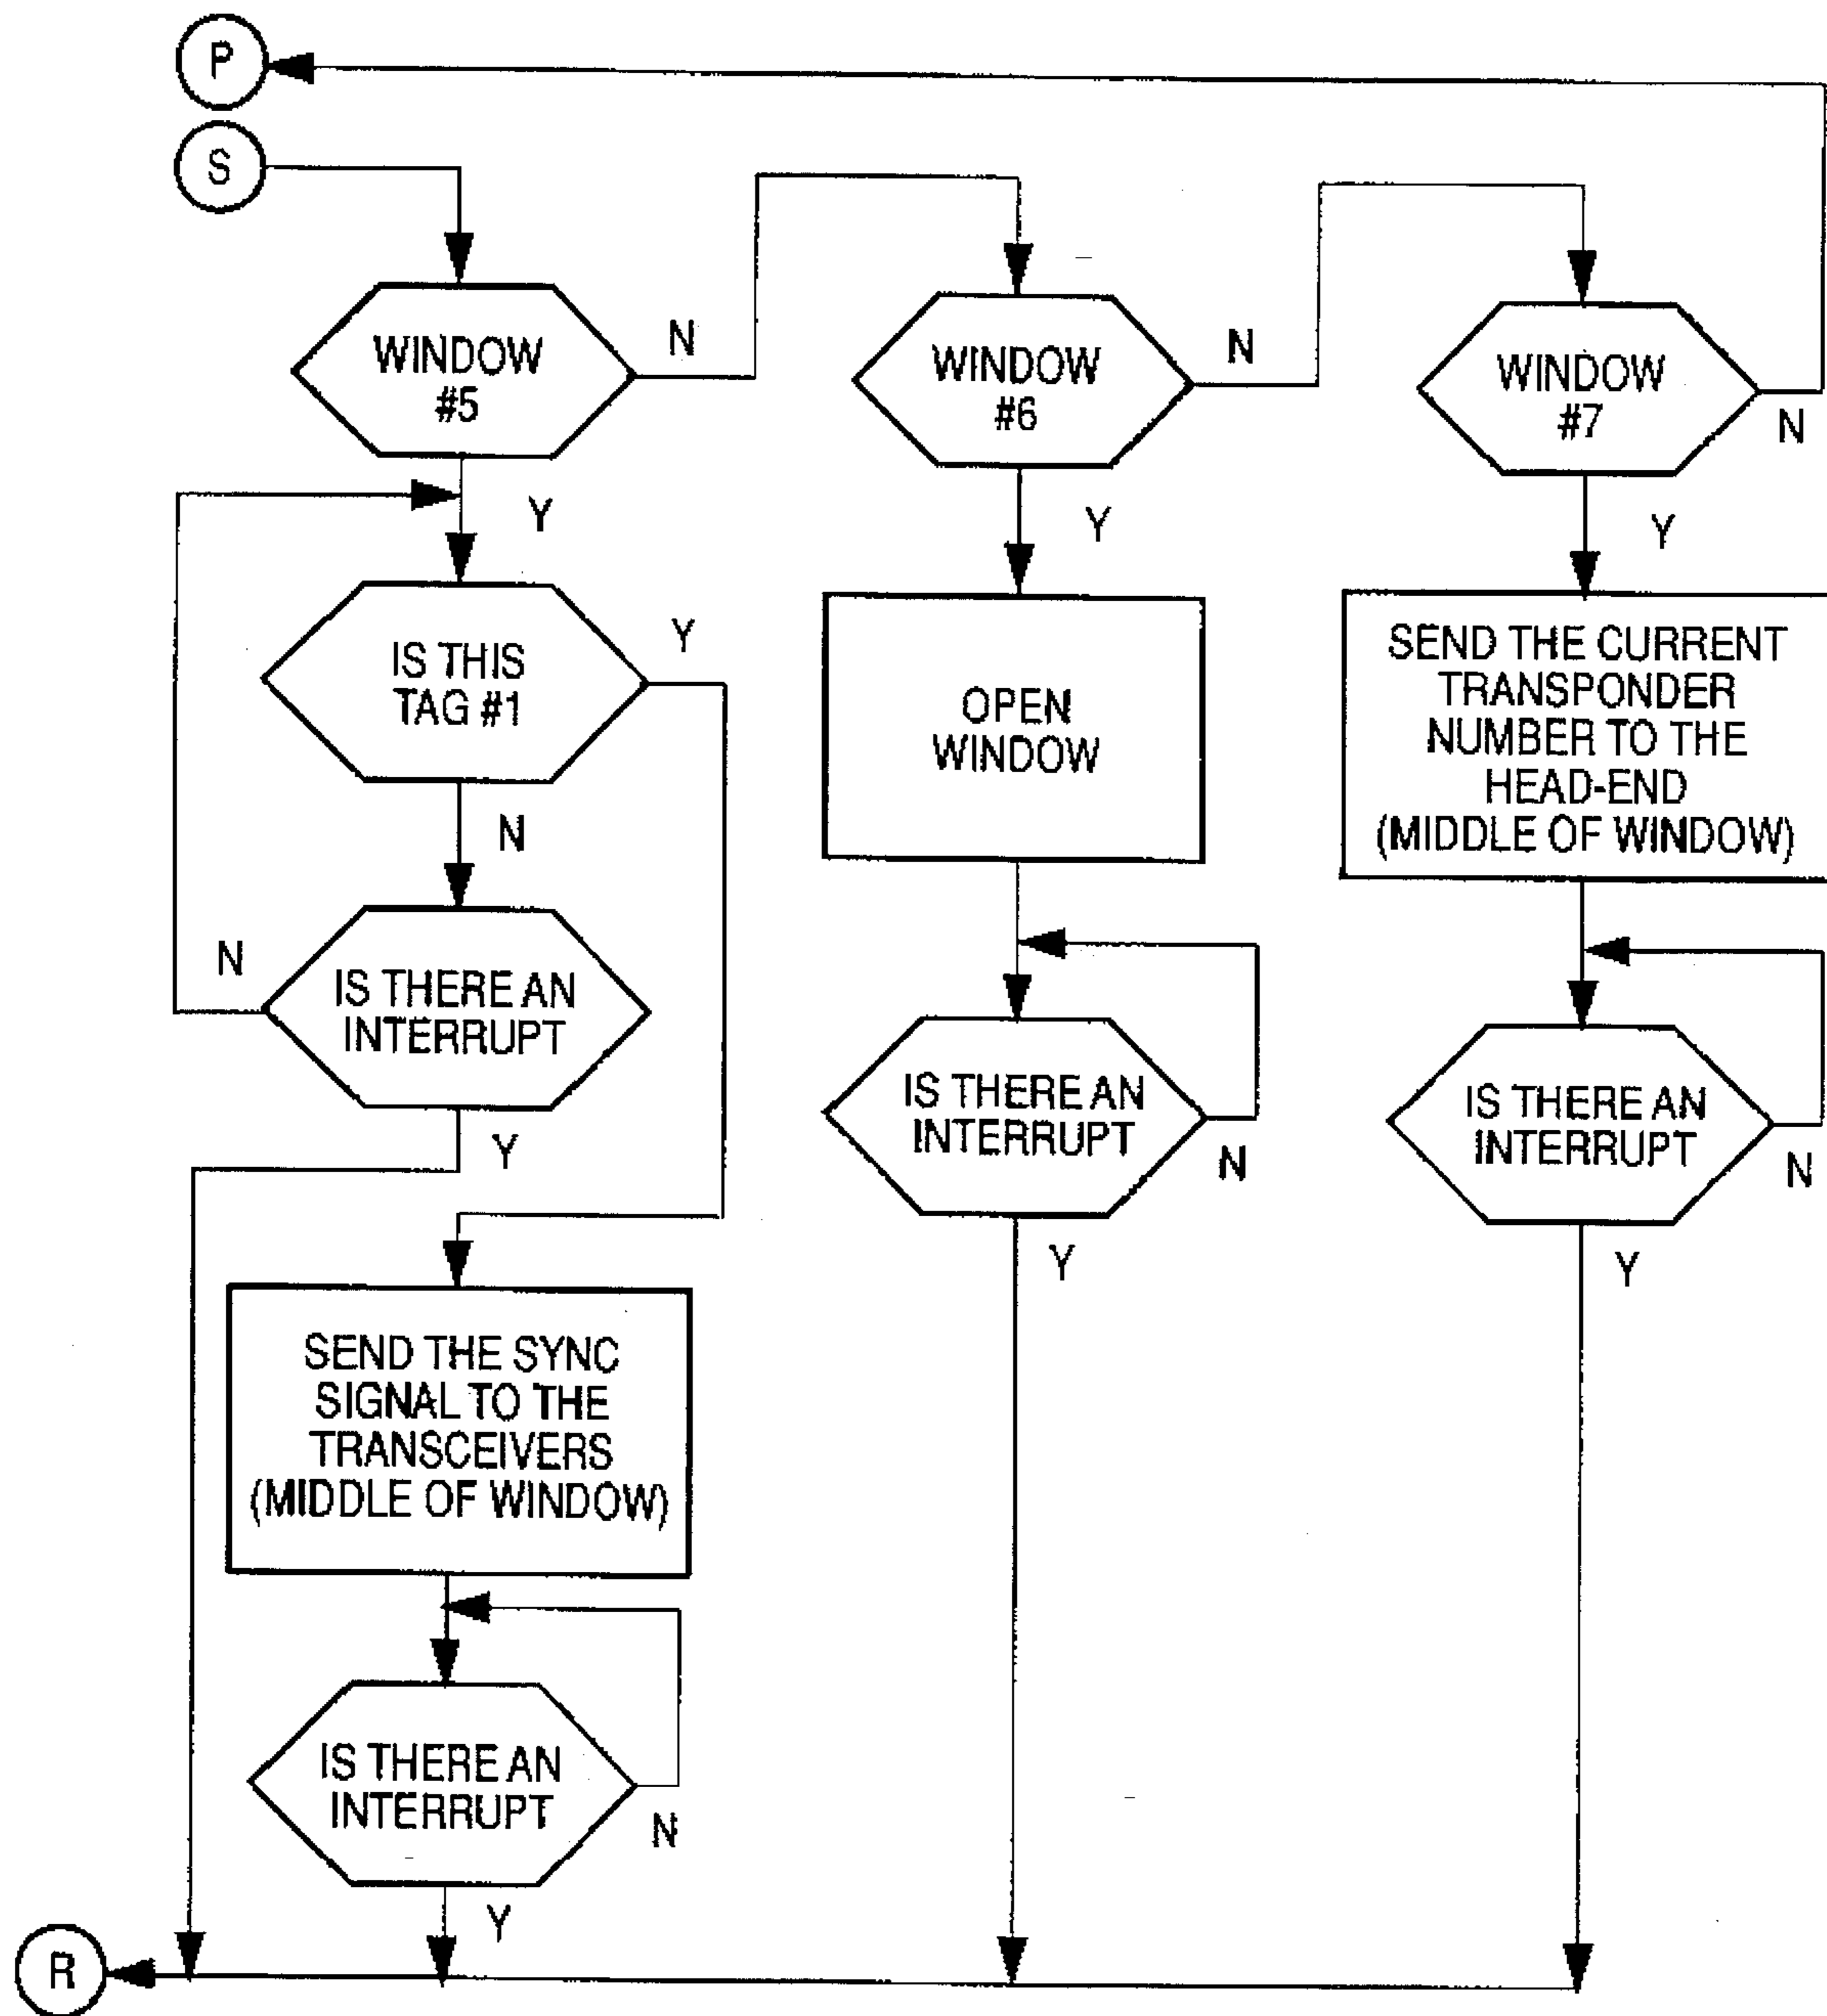 P
S
WINDOW
#5
N
WINDOW
#6
N
WINDOW
#7
N
Y
Y
Y
IS THIS
TAG #1
Y
N
OPEN
WINDOW
SEND THE CURRENT
TRANSPONDER
NUMBER TO THE
HEAD-END
(MIDDLE OF WINDOW)
N
IS THERE AN
INTERRUPT
Y
IS THERE AN
INTERRUPT
N
Y
IS THERE AN
INTERRUPT
N
Y
SEND THE SYNC
SIGNAL TO THE
TRANSCEIVERS
(MIDDLE OF WINDOW)
IS THERE AN
INTERRUPT
N
Y
R